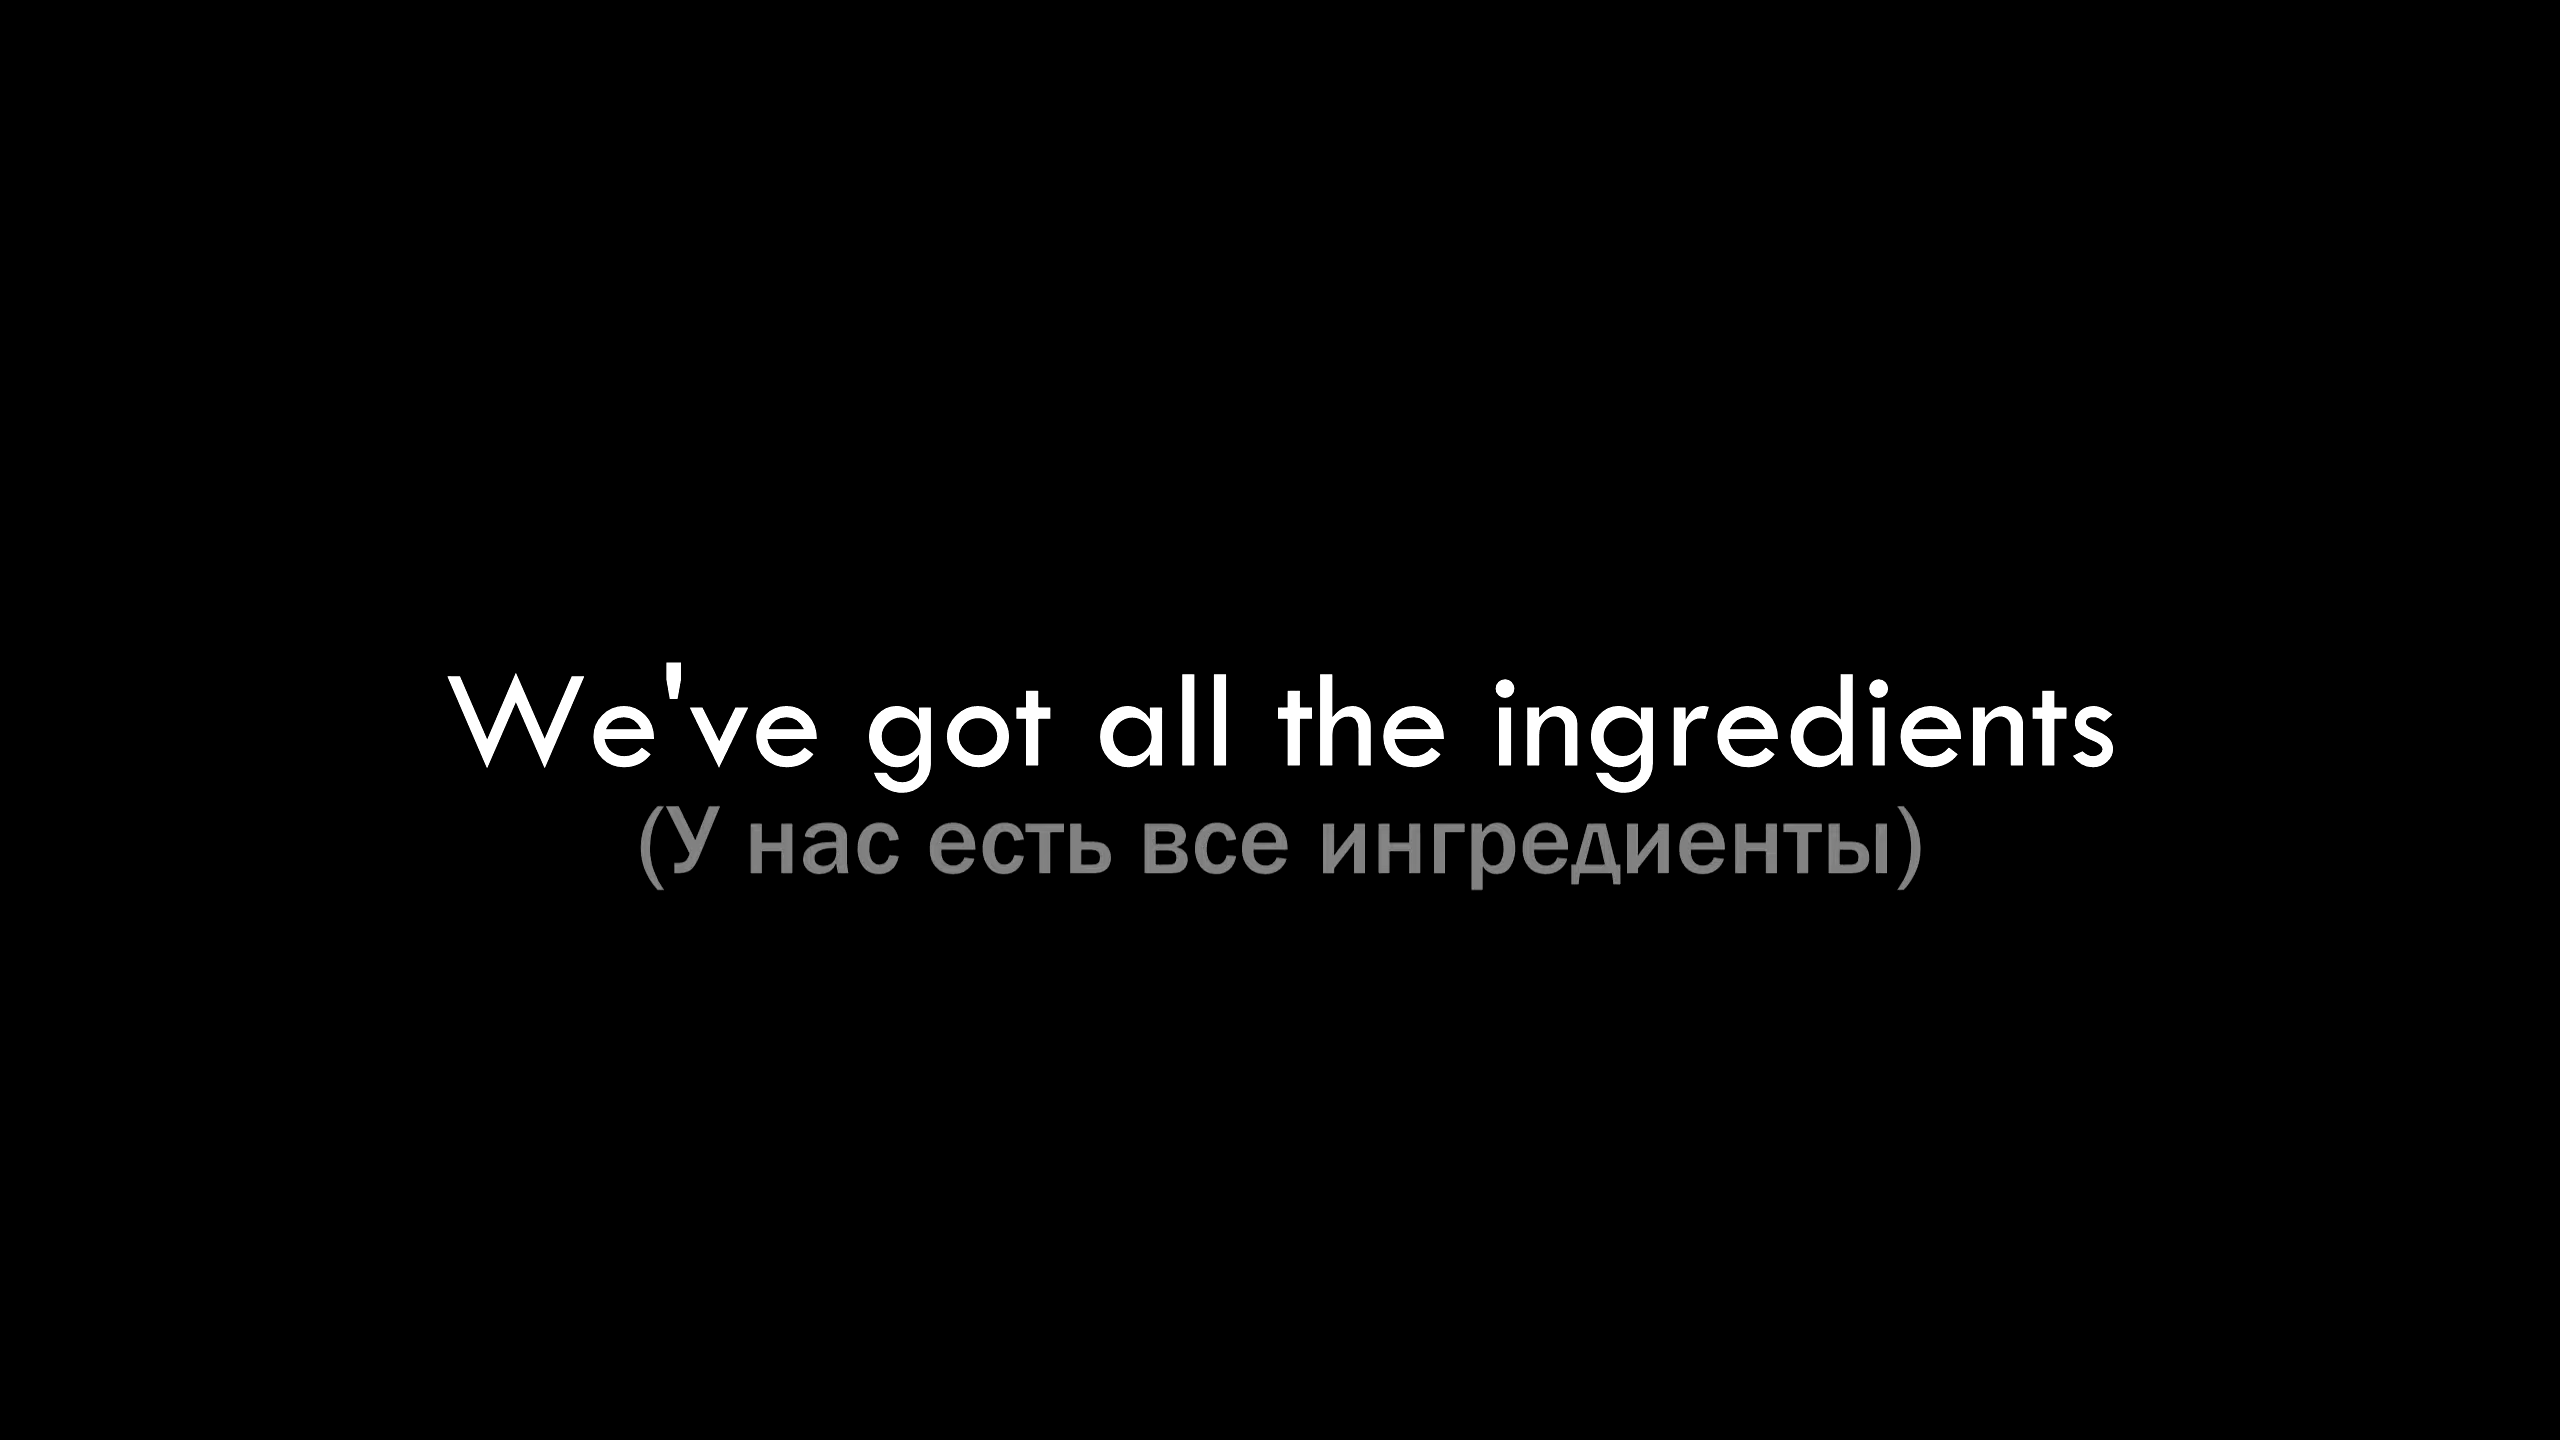 We've got all the ingredients
(У нас есть все ингредиенты)